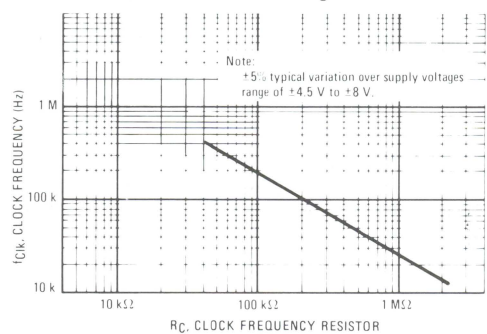 Note:
±5% typical variation over supply voltages
range of ±4.5 V to ±8 V.
1 M
100 k
10 k
fClk, CLOCK FREQUENCY (Hz)
10 kΩ
100 kΩ
1 MΩ
RC, CLOCK FREQUENCY RESISTOR